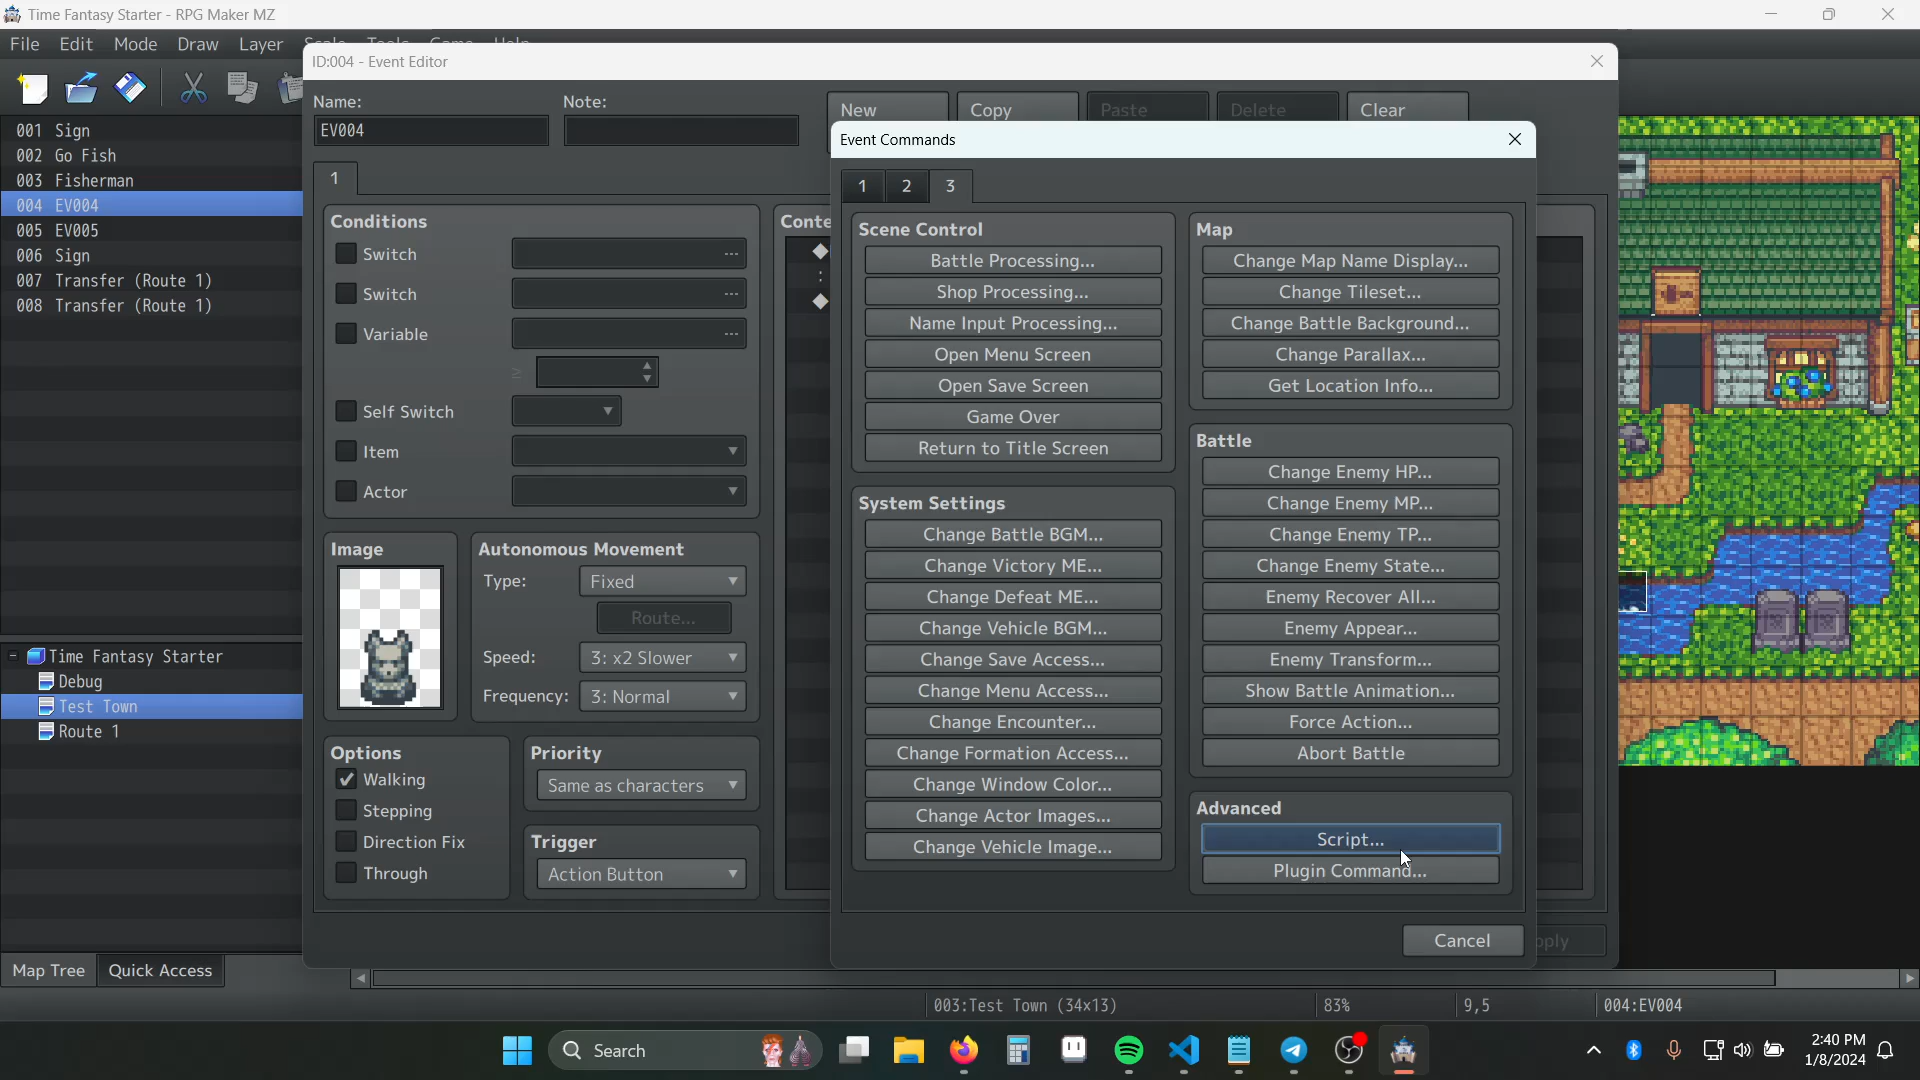 Time Fantasy Starter - RPG Maker MZ
File Edit Mode Draw Layer
ID:004 - Event Editor
Name: Note:
New Copy Paste Delete Clear
EV004
001 Sign
002 Go Fish
003 Fisherman
004 EV004
005 EV005
006 Sign
007 Transfer (Route 1)
008 Transfer (Route 1)
Time Fantasy Starter
Debug
Test Town
Route 1
Map Tree Quick Access
1
Conditions
Switch ...
Switch ...
Variable ...
≥
Self Switch
Item
Actor
Image
Autonomous Movement
Type: Fixed
Route...
Speed: 3: x2 Slower
Frequency: 3: Normal
Options
Walking
Stepping
Direction Fix
Through
Priority
Same as characters
Trigger
Action Button
Conte
Event Commands
1 2 3
Scene Control
Battle Processing...
Shop Processing...
Name Input Processing...
Open Menu Screen
Open Save Screen
Game Over
Return to Title Screen
System Settings
Change Battle BGM...
Change Victory ME...
Change Defeat ME...
Change Vehicle BGM...
Change Save Access...
Change Menu Access...
Change Encounter...
Change Formation Access...
Change Window Color...
Change Actor Images...
Change Vehicle Image...
Map
Change Map Name Display...
Change Tileset...
Change Battle Background...
Change Parallax...
Get Location Info...
Battle
Change Enemy HP...
Change Enemy MP...
Change Enemy TP...
Change Enemy State...
Enemy Recover All...
Enemy Appear...
Enemy Transform...
Show Battle Animation...
Force Action...
Abort Battle
Advanced
Script...
Plugin Command...
Cancel
pply
003:Test Town (34x13) 83% 9,5 004:EV004
Search
2:40 PM
1/8/2024